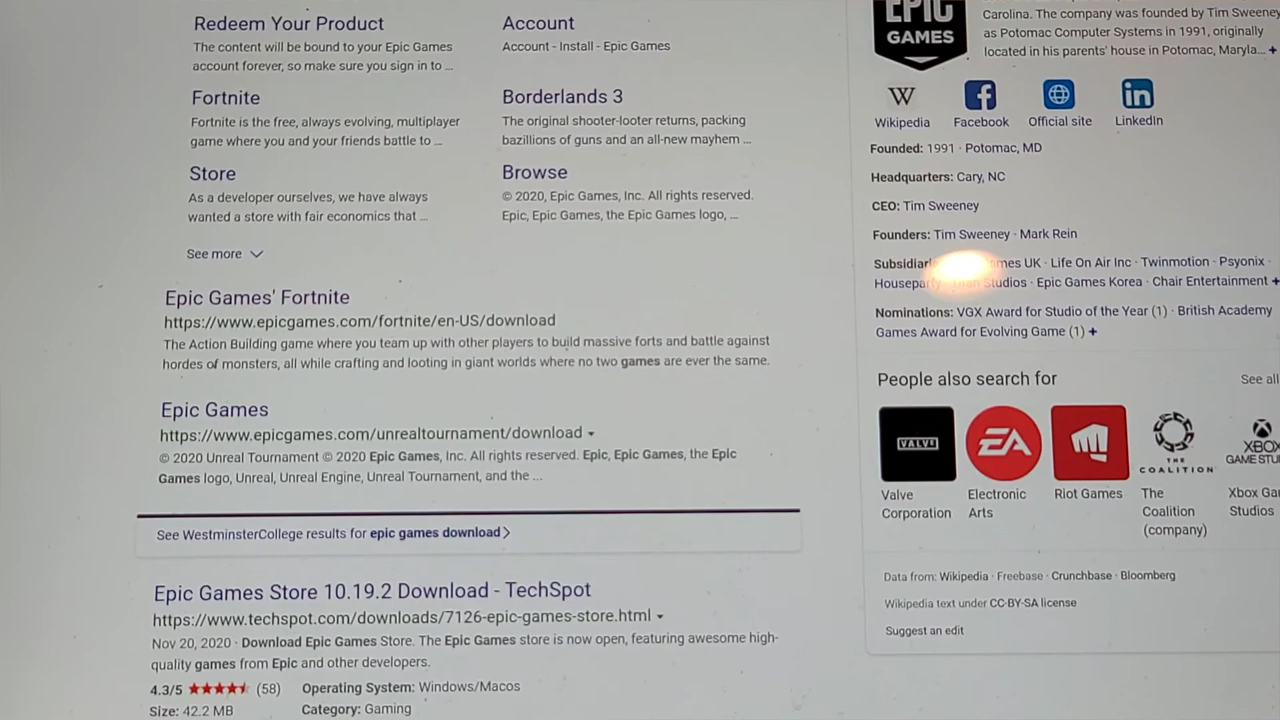 Redeem Your Product
The content will be bound to your Epic Games
account forever, so make sure you sign in to ...
Account
Account - Install - Epic Games
Fortnite
Fortnite is the free, always evolving, multiplayer
game where you and your friends battle to ...
Borderlands 3
The original shooter-looter returns, packing
bazillions of guns and an all-new mayhem ...
Store
As a developer ourselves, we have always
wanted a store with fair economics that ...
Browse
© 2020, Epic Games, Inc. All rights reserved.
Epic, Epic Games, the Epic Games logo, ...
See more
Epic Games' Fortnite
https://www.epicgames.com/fortnite/en-US/download
The Action Building game where you team up with other players to build massive forts and battle against
hordes of monsters, all while crafting and looting in giant worlds where no two games are ever the same.
Epic Games
https://www.epicgames.com/unrealtournament/download
© 2020 Unreal Tournament © 2020 Epic Games, Inc. All rights reserved. Epic, Epic Games, the Epic
Games logo, Unreal, Unreal Engine, Unreal Tournament, and the ...
See WestminsterCollege results for epic games download >
Epic Games Store 10.19.2 Download - TechSpot
https://www.techspot.com/downloads/7126-epic-games-store.html
Nov 20, 2020 · Download Epic Games Store. The Epic Games store is now open, featuring awesome high-
quality games from Epic and other developers.
4.3/5 (58) Operating System: Windows/Macos
Size: 42.2 MB Category: Gaming
EPIC
GAMES
Carolina. The company was founded by Tim Sweeney
as Potomac Computer Systems in 1991, originally
located in his parents' house in Potomac, Maryla... +
W
Wikipedia
f
Facebook
Official site
in
LinkedIn
Founded: 1991 · Potomac, MD
Headquarters: Cary, NC
CEO: Tim Sweeney
Founders: Tim Sweeney · Mark Rein
UK · Life On Air Inc · Twinmotion · Psyonix ·
Studios · Epic Games Korea · Chair Entertainment +
Nominations: VGX Award for Studio of the Year (1) · British Academy
Games Award for Evolving Game (1) +
People also search for
See all
VALVE
Valve
Corporation
EA
Electronic
Arts
Riot Games
THE
COALITION
The
Coalition
(company)
XBOX
GAME STU
Xbox Ga
Studios
Data from: Wikipedia · Freebase · Crunchbase · Bloomberg
Wikipedia text under CC-BY-SA license
Suggest an edit